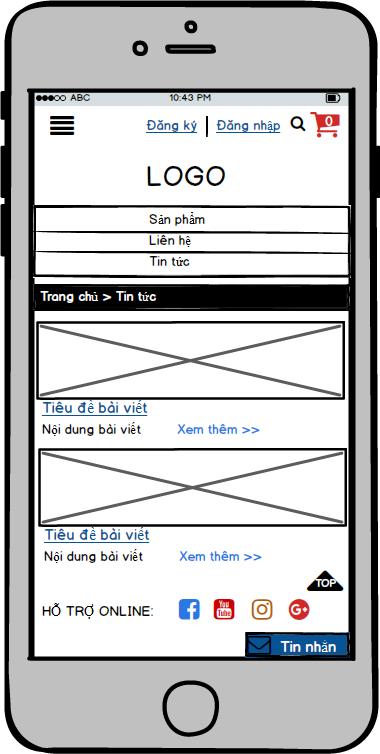 ABC 10:43 PM
Đăng ký Đăng nhập 0
LOGO
Sản phẩm
Liên hệ
Tin tức
Trang chủ > Tin tức
Tiêu đề bài viết
Nội dung bài viết Xem thêm >>
Tiêu đề bài viết
Nội dung bài viết Xem thêm >>
TOP
HỖ TRỢ ONLINE: You Tube G+
Tin nhắn